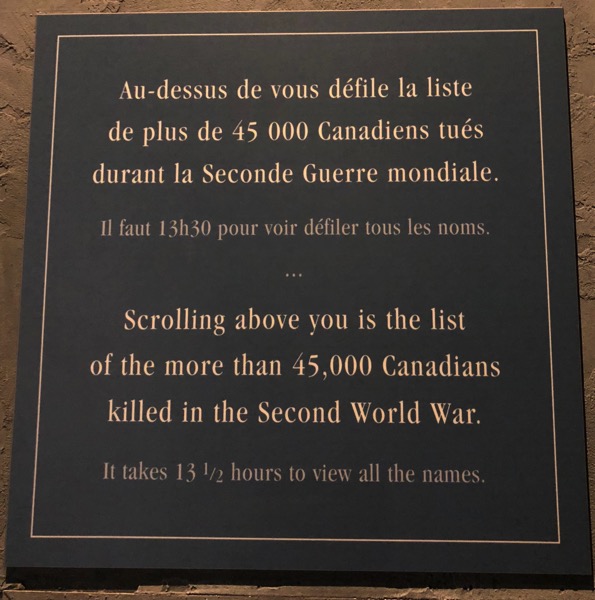 Au-dessus de vous défile la liste
de plus de 45 000 Canadiens tués
durant la Seconde Guerre mondiale.
Il faut 13h30 pour voir défiler tous les noms.
...
Scrolling above you is the list
of the more than 45,000 Canadians
killed in the Second World War.
It takes 13 1/2 hours to view all the names.